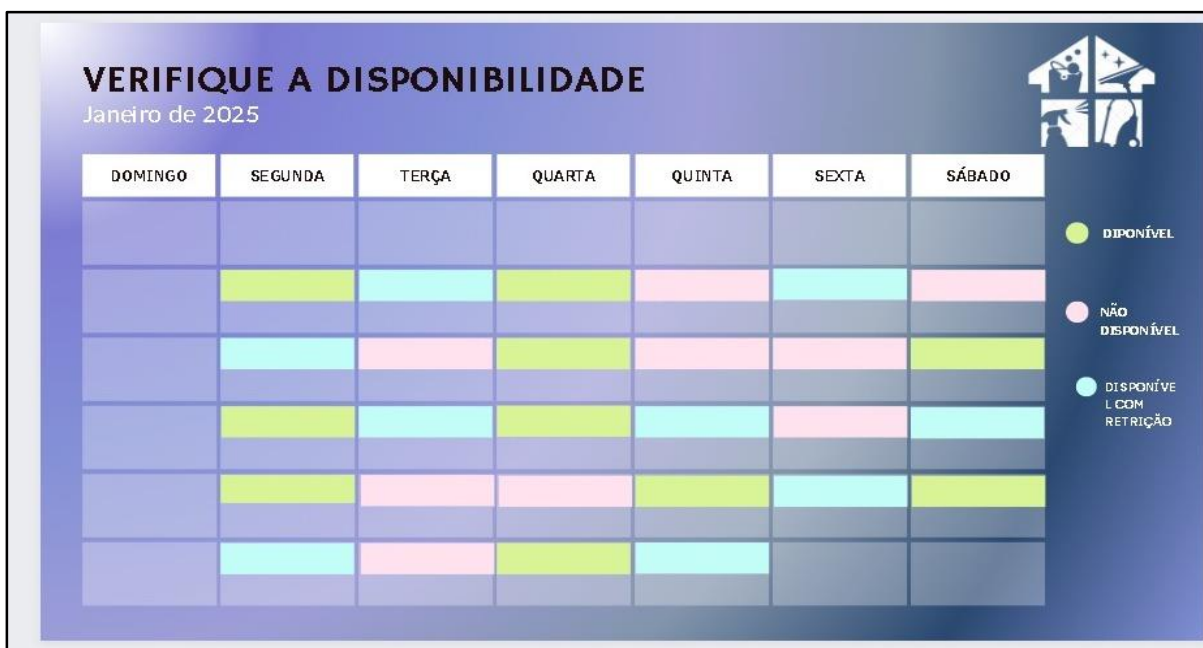 VERIFIQUE A DISPONIBILIDADE
Janeiro de 2025
DOMINGO SEGUNDA TERÇA QUARTA QUINTA SEXTA SÁBADO
DIPONÍVEL
NÃO
DISPONÍVEL
DISPONÍVE
L COM
RETRIÇÃO